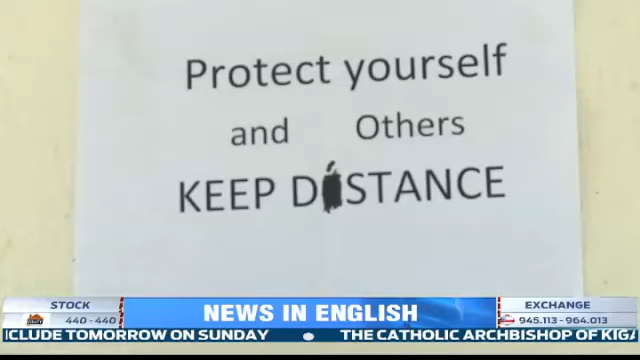 Protect yourself
and Others
KEEP DISTANCE
STOCK
440 - 440
NEWS IN ENGLISH
EXCHANGE
945.113 - 964.013
CLUDE TOMORROW ON SUNDAY • THE CATHOLIC ARCHBISHOP OF KIGA